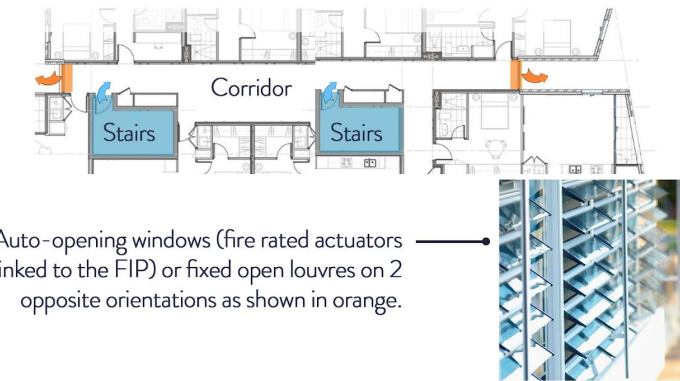 Corridor
Stairs
Stairs
Auto-opening windows (fire rated actuators
linked to the FIP) or fixed open louvres on 2
opposite orientations as shown in orange.